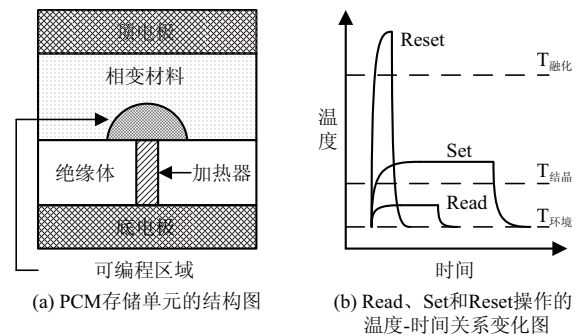 顶电极
相变材料
绝缘体
加热器
底电极
可编程区域
(a) PCM存储单元的结构图
Reset
T融化
温度
Set
T结晶
Read
T环境
时间
(b) Read、Set和Reset操作的
温度-时间关系变化图